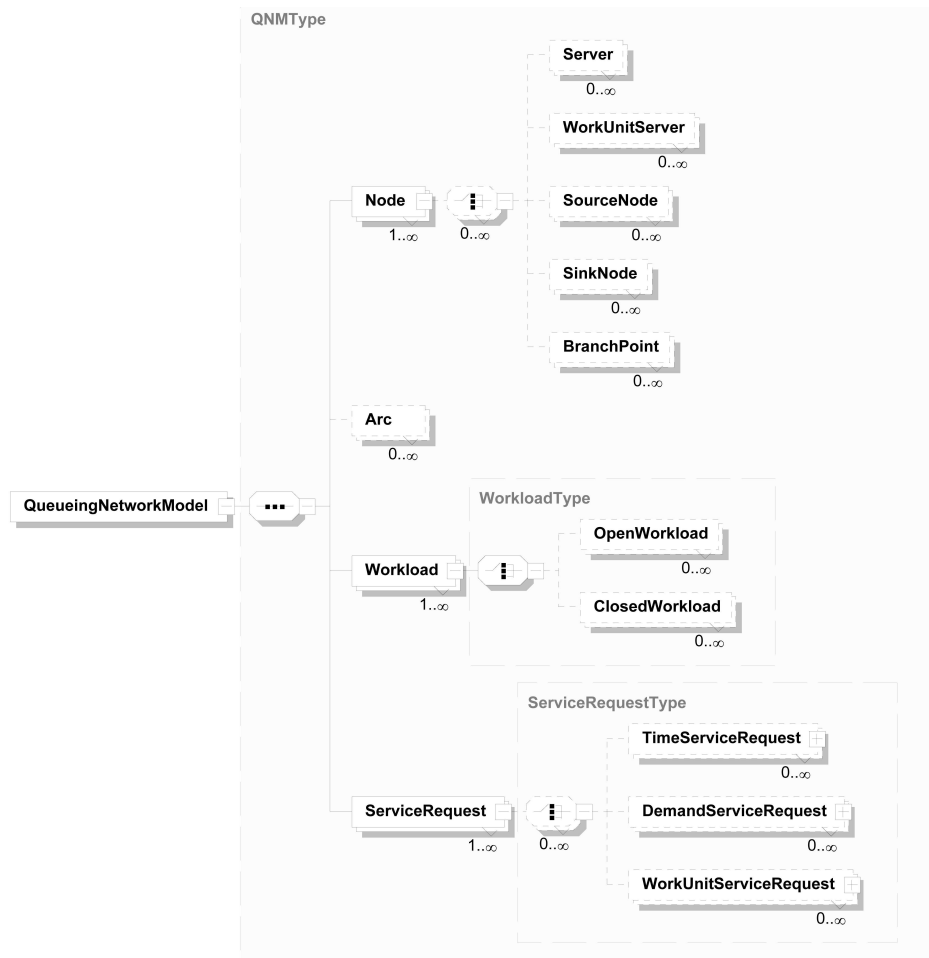 QNMType
Server
0..∞
WorkUnitServer
0..∞
Node
1..∞
0..∞
SourceNode
0..∞
SinkNode
0..∞
BranchPoint
0..∞
Arc
0..∞
QueueingNetworkModel
WorkloadType
OpenWorkload
0..∞
Workload
1..∞
ClosedWorkload
0..∞
ServiceRequestType
TimeServiceRequest
0..∞
ServiceRequest
1..∞
0..∞
DemandServiceRequest
0..∞
WorkUnitServiceRequest
0..∞